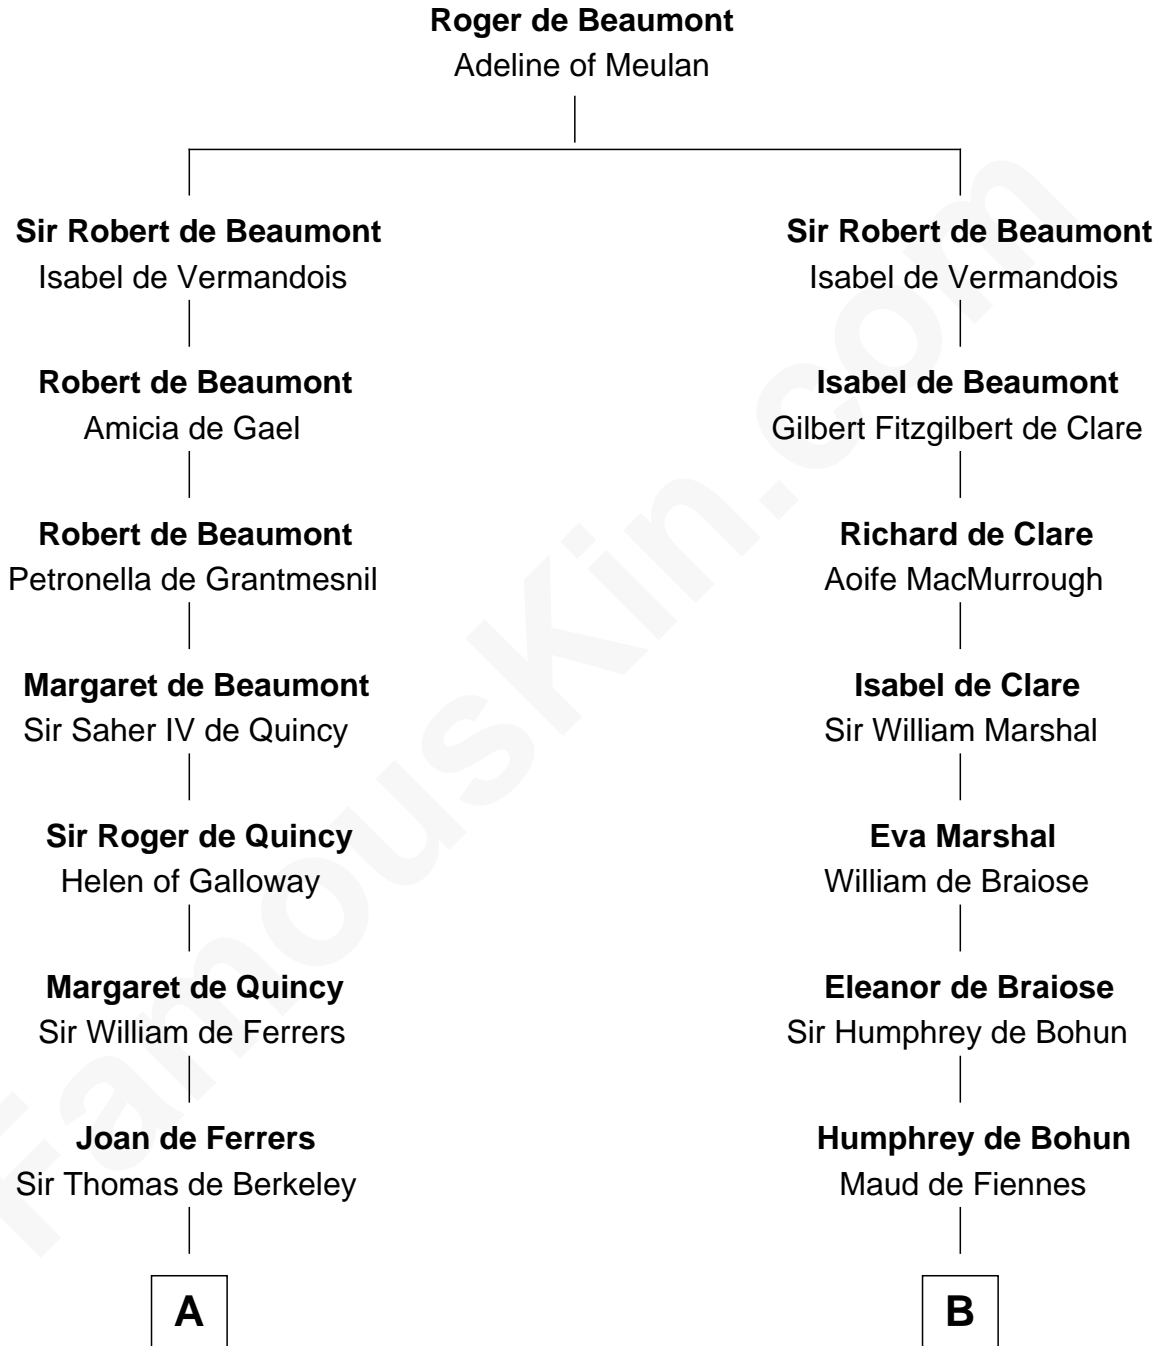 Roger de Beaumont
Adeline of Meulan
Sir Robert de Beaumont
Isabel de Vermandois
Sir Robert de Beaumont
Isabel de Vermandois
Robert de Beaumont
Amicia de Gael
Isabel de Beaumont
Gilbert Fitzgilbert de Clare
Robert de Beaumont
Petronella de Grantmesnil
Richard de Clare
Aoife MacMurrough
Margaret de Beaumont
Sir Saher IV de Quincy
Isabel de Clare
Sir William Marshal
Sir Roger de Quincy
Helen of Galloway
Eva Marshal
William de Braiose
Margaret de Quincy
Sir William de Ferrers
Eleanor de Braiose
Sir Humphrey de Bohun
Joan de Ferrers
Sir Thomas de Berkeley
Humphrey de Bohun
Maud de Fiennes
A
B
FamousKin.com